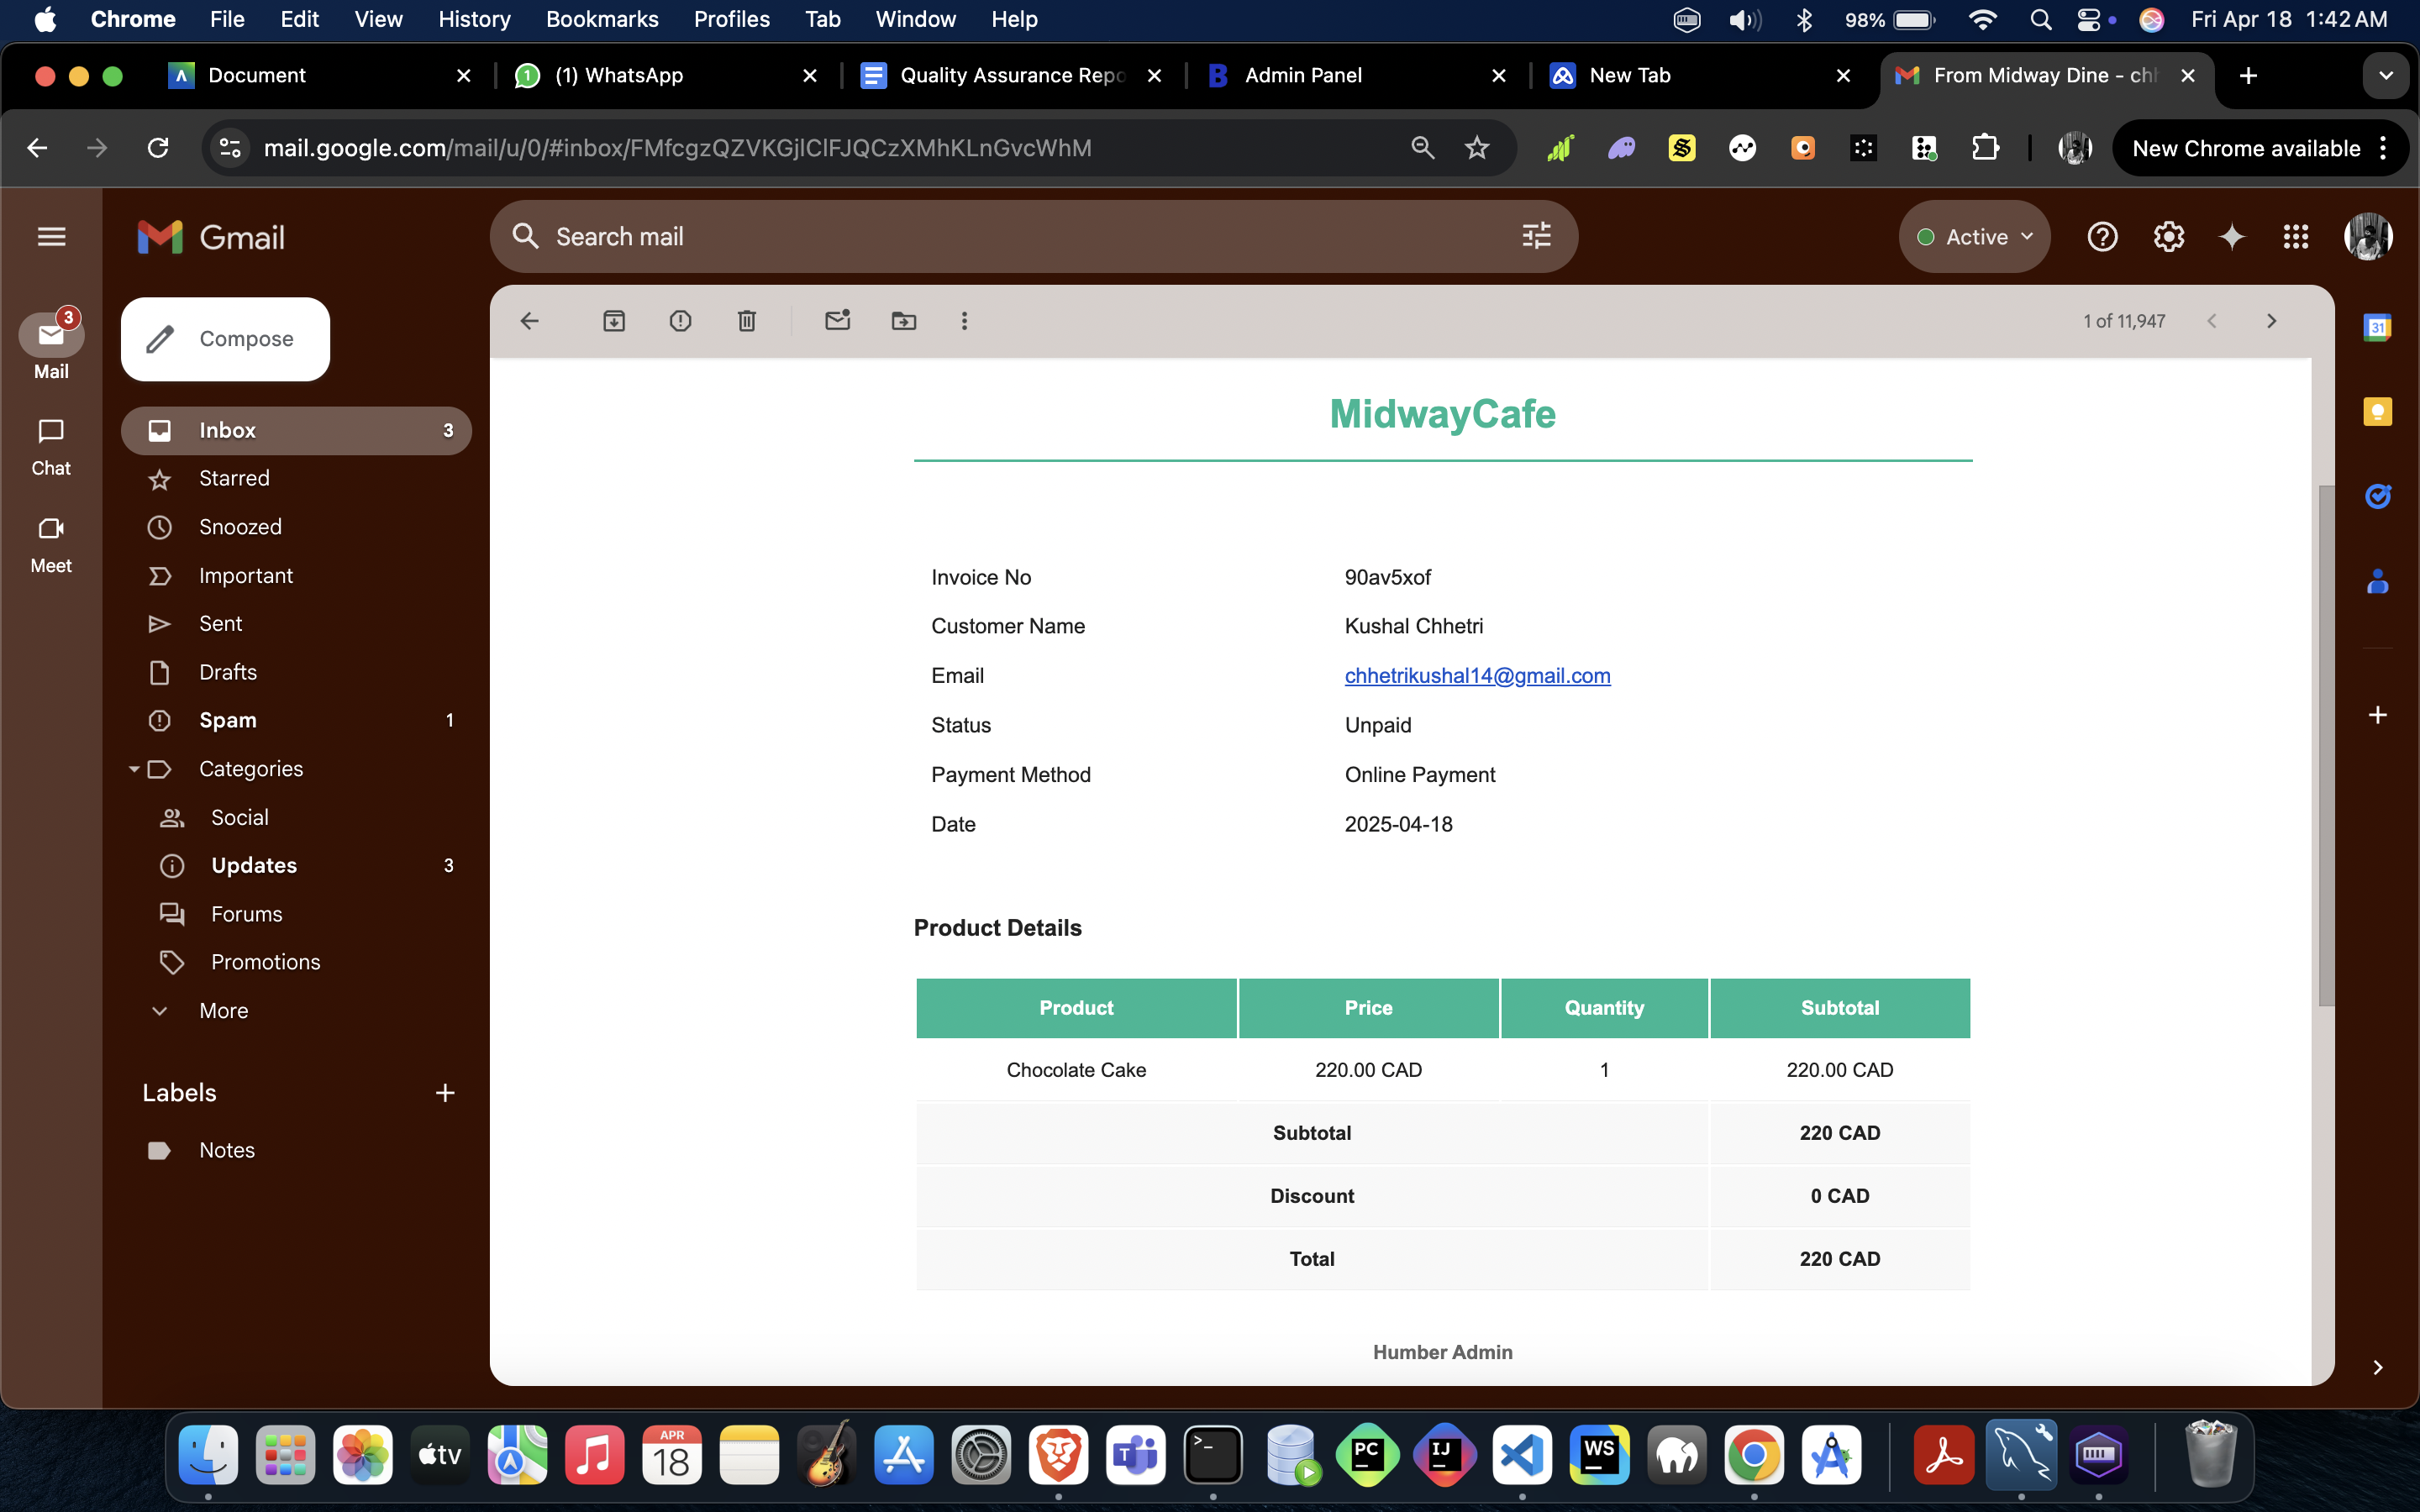 Chrome File Edit View History Bookmarks Profiles Tab Window Help 98% Fri Apr 18 1:42 AM
Document (1) WhatsApp Quality Assurance Repo Admin Panel New Tab From Midway Dine - ch
mail.google.com/mail/u/0/#inbox/FMfcgzQZVKGjlClFJQCzXMhKLnGvcWhM New Chrome available
Gmail Search mail Active
3
Mail
Chat
Meet
Compose
Inbox 3
Starred
Snoozed
Important
Sent
Drafts
Spam 1
Categories
Social
Updates 3
Forums
Promotions
More
Labels
Notes
1 of 11,947
MidwayCafe
Invoice No 90av5xof
Customer Name Kushal Chhetri
Email chhetrikushal14@gmail.com
Status Unpaid
Payment Method Online Payment
Date 2025-04-18
Product Details
Product Price Quantity Subtotal
Chocolate Cake 220.00 CAD 1 220.00 CAD
Subtotal 220 CAD
Discount 0 CAD
Total 220 CAD
Humber Admin
31
tv APR 18 T >_ PC IJ WS